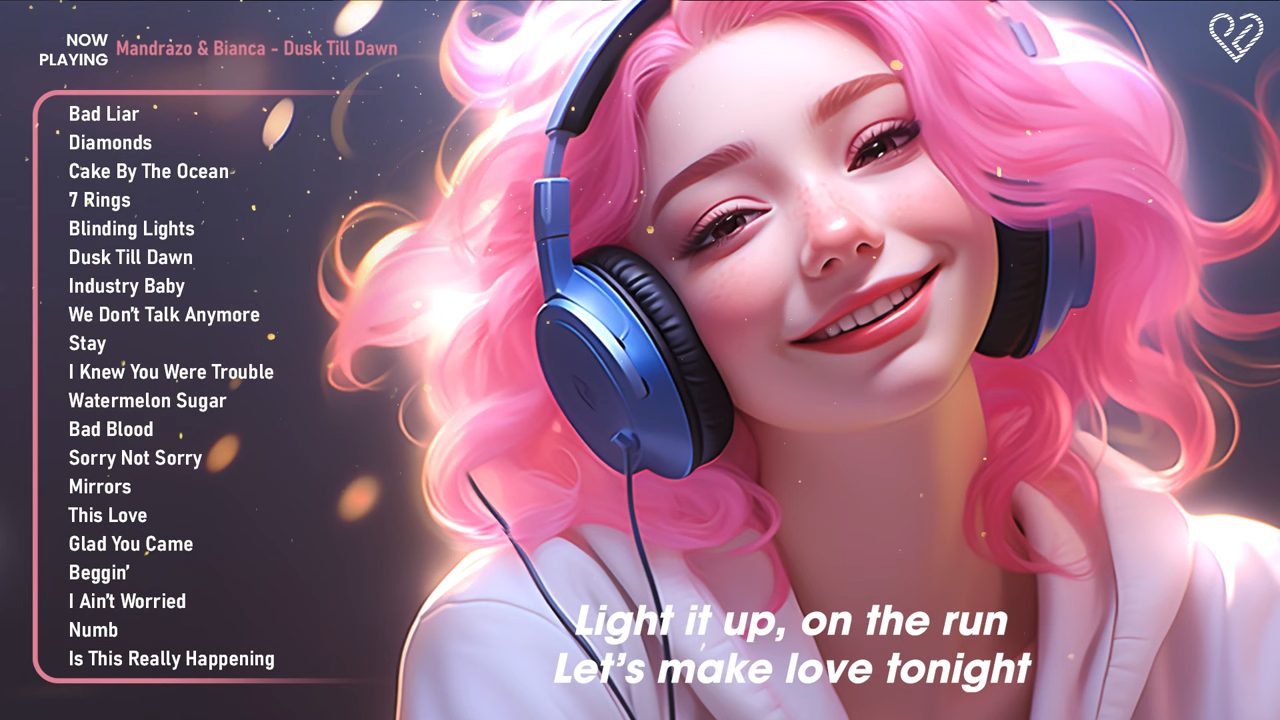 NOW
PLAYING
Mandrazo & Bianca - Dusk Till Dawn
Bad Liar
Diamonds
Cake By The Ocean
7 Rings
Blinding Lights
Dusk Till Dawn
Industry Baby
We Don't Talk Anymore
Stay
I Knew You Were Trouble
Watermelon Sugar
Bad Blood
Sorry Not Sorry
Mirrors
This Love
Glad You Came
Beggin'
I Ain't Worried
Numb
Is This Really Happening
Light it up, on the run
Let's make love tonight